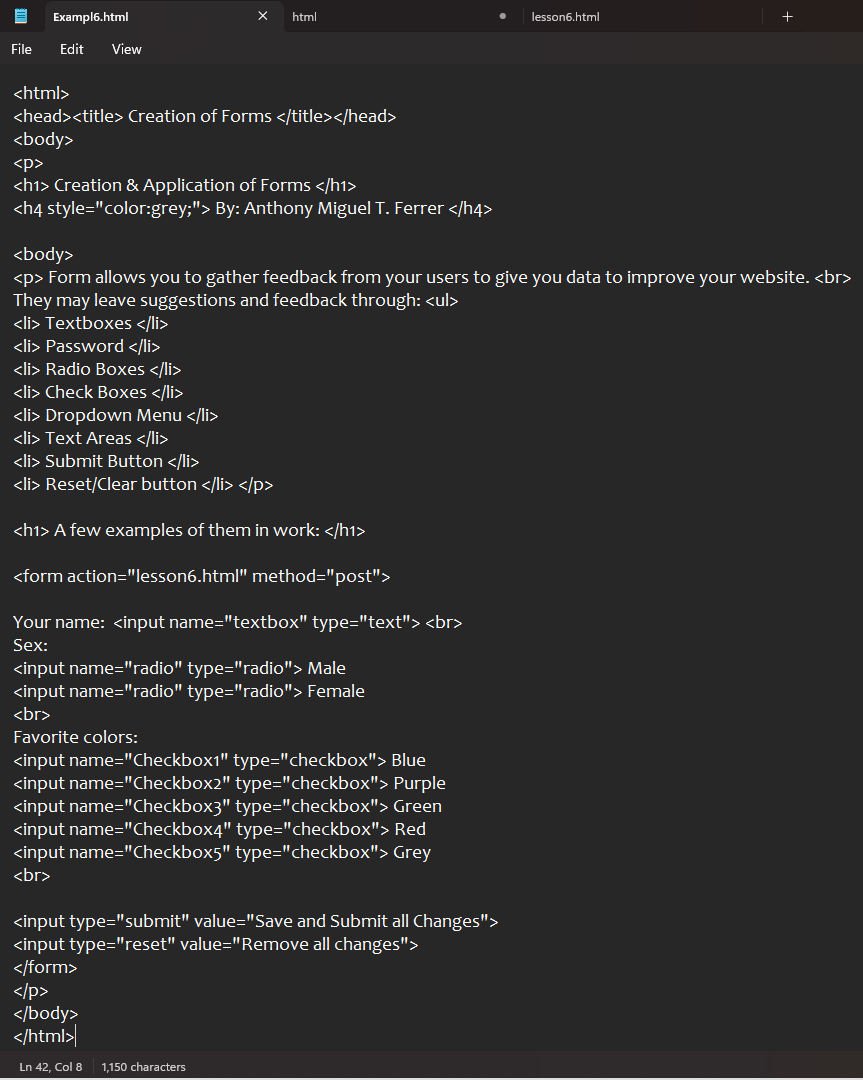 Exampl6.html
html
lesson6.html
File Edit View
<html>
<head><title> Creation of Forms </title></head>
<body>
<p>
<h1> Creation & Application of Forms </h1>
<h4 style="color:grey;"> By: Anthony Miguel T. Ferrer </h4>
<body>
<p> Form allows you to gather feedback from your users to give you data to improve your website. <br>
They may leave suggestions and feedback through: <ul>
<li> Textboxes </li>
<li> Password </li>
<li> Radio Boxes </li>
<li> Check Boxes </li>
<li> Dropdown Menu </li>
<li> Text Areas </li>
<li> Submit Button </li>
<li> Reset/Clear button </li> </p>
<h1> A few examples of them in work: </h1>
<form action="lesson6.html" method="post">
Your name:  <input name="textbox" type="text"> <br>
Sex:
<input name="radio" type="radio"> Male
<input name="radio" type="radio"> Female
<br>
Favorite colors:
<input name="Checkbox1" type="checkbox"> Blue
<input name="Checkbox2" type="checkbox"> Purple
<input name="Checkbox3" type="checkbox"> Green
<input name="Checkbox4" type="checkbox"> Red
<input name="Checkbox5" type="checkbox"> Grey
<br>
<input type="submit" value="Save and Submit all Changes">
<input type="reset" value="Remove all changes">
</form>
</p>
</body>
</html>
Ln 42, Col 8
1,150 characters